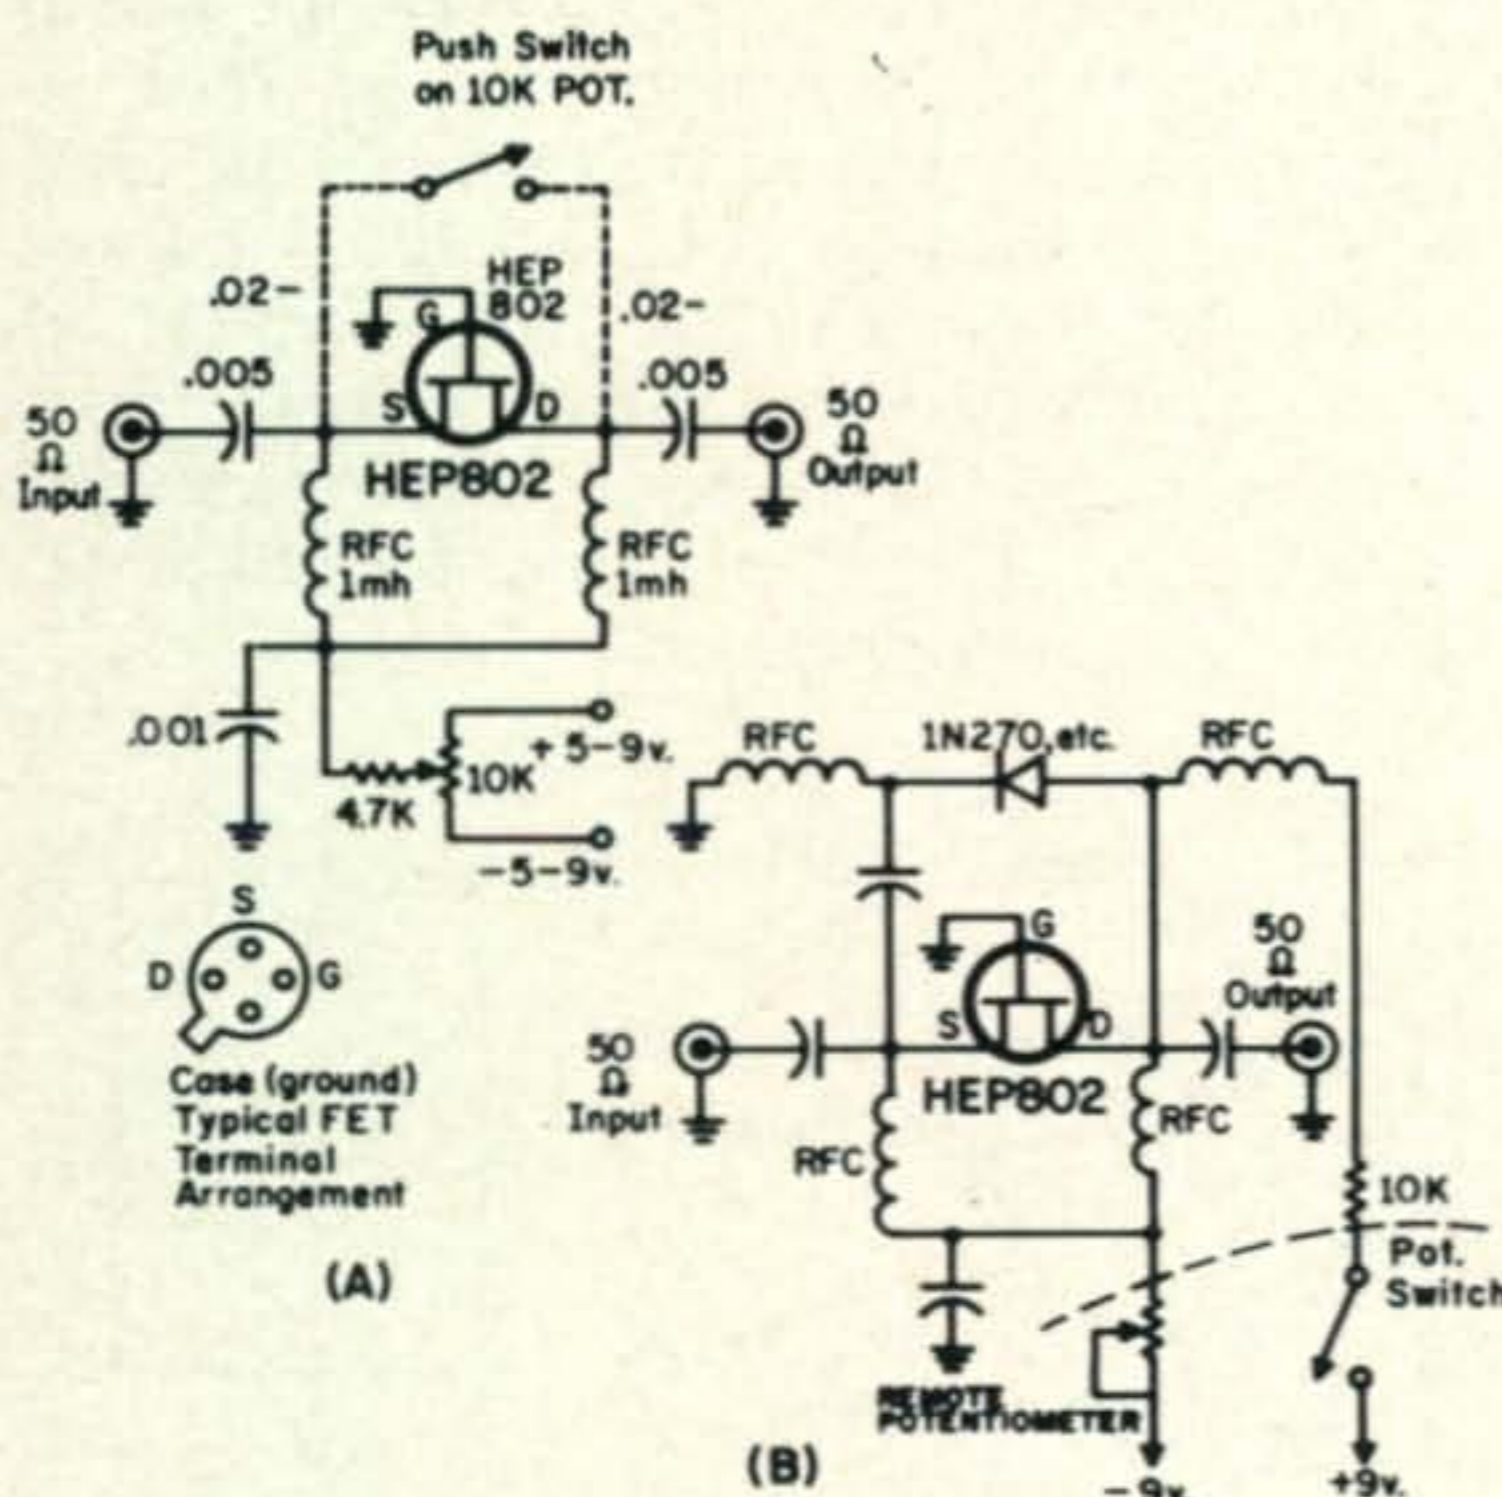 Push Switch
on 10K POT.
HEP
802
.02-
.02-
G
.005
.005
S
D
50
Ω
Input
50
Ω
Output
HEP802
RFC
1mh
RFC
1mh
.001
+5-9v.
10K
4.7K
-5-9v.
S
D
G
Case (ground)
Typical FET
Terminal
Arrangement
(A)
RFC
1N270,etc.
RFC
G
50
Ω
Output
S
D
50
Ω
Input
HEP802
RFC
RFC
10K
Pot.
Switch
REMOTE
POTENTIOMETER
(B)
-9v.
+9v.